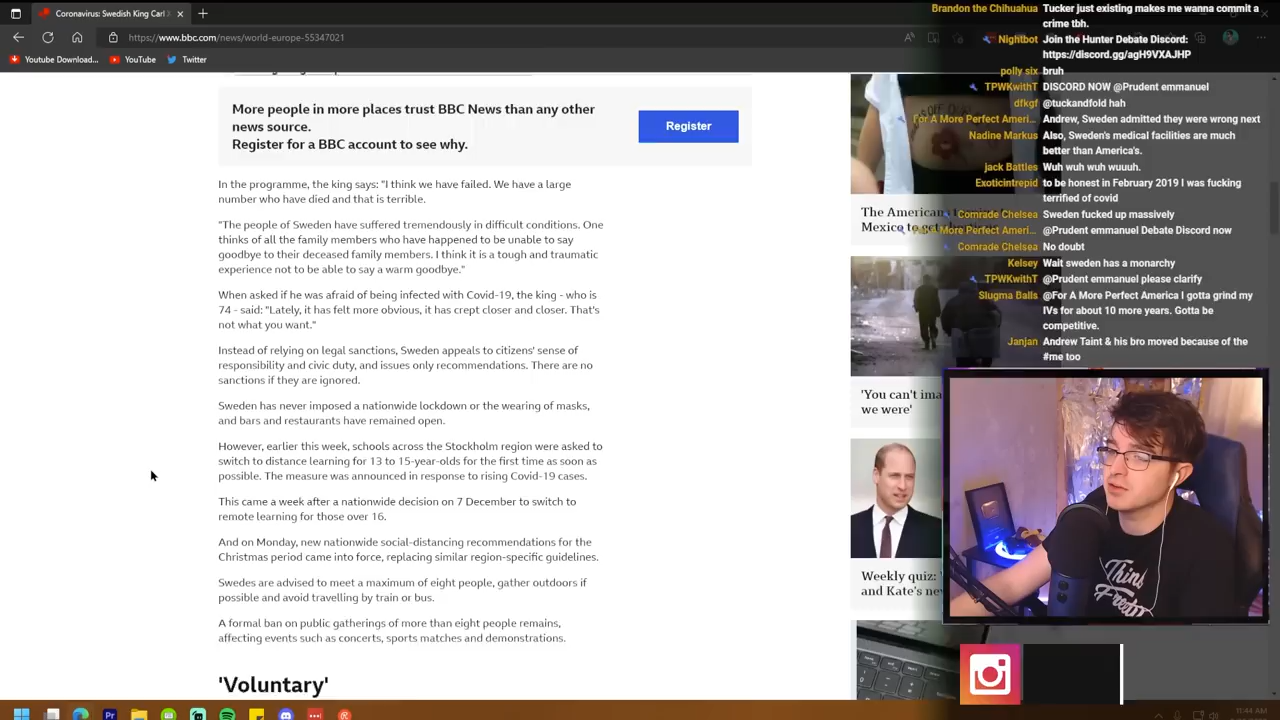 Coronavirus: Swedish King Carl X
https://www.bbc.com/news/world-europe-55347021
Youtube Download...
YouTube
Twitter
More people in more places trust BBC News than any other
news source.
Register for a BBC account to see why.
Register
In the programme, the king says: "I think we have failed. We have a large
number who have died and that is terrible.
"The people of Sweden have suffered tremendously in difficult conditions. One
thinks of all the family members who have happened to be unable to say
goodbye to their deceased family members. I think it is a tough and traumatic
experience not to be able to say a warm goodbye."
When asked if he was afraid of being infected with Covid-19, the king - who is
74 - said: "Lately, it has felt more obvious, it has crept closer and closer. That's
not what you want."
Instead of relying on legal sanctions, Sweden appeals to citizens' sense of
responsibility and civic duty, and issues only recommendations. There are no
sanctions if they are ignored.
Sweden has never imposed a nationwide lockdown or the wearing of masks,
and bars and restaurants have remained open.
However, earlier this week, schools across the Stockholm region were asked to
switch to distance learning for 13 to 15-year-olds for the first time as soon as
possible. The measure was announced in response to rising Covid-19 cases.
This came a week after a nationwide decision on 7 December to switch to
remote learning for those over 16.
And on Monday, new nationwide social-distancing recommendations for the
Christmas period came into force, replacing similar region-specific guidelines.
Swedes are advised to meet a maximum of eight people, gather outdoors if
possible and avoid travelling by train or bus.
A formal ban on public gatherings of more than eight people remains,
affecting events such as concerts, sports matches and demonstrations.
'Voluntary'
The American
Mexico to get
'You can't ima
we were'
Weekly quiz:
and Kate's ne
Brandon the Chihuahua Tucker just existing makes me wanna commit a
crime tbh.
Nightbot Join the Hunter Debate Discord:
https://discord.gg/agH9VXAJHP
polly six bruh
TPWKwithT DISCORD NOW @Prudent emmanuel
dfkgf @tuckandfold hah
For A More Perfect Ameri... Andrew, Sweden admitted they were wrong next
Nadine Markus Also, Sweden's medical facilities are much
better than America's.
jack Battles Wuh wuh wuh wuuuh.
Exoticintrepid to be honest in February 2019 I was fucking
terrified of covid
Comrade Chelsea Sweden fucked up massively
For A More Perfect Ameri... @Prudent emmanuel Debate Discord now
Comrade Chelsea No doubt
Kelsey Wait sweden has a monarchy
TPWKwithT @Prudent emmanuel please clarify
Slugma Balls @For A More Perfect America I gotta grind my
IVs for about 10 more years. Gotta be
competitive.
Janjan Andrew Taint & his bro moved because of the
#me too
Think
11:44 AM